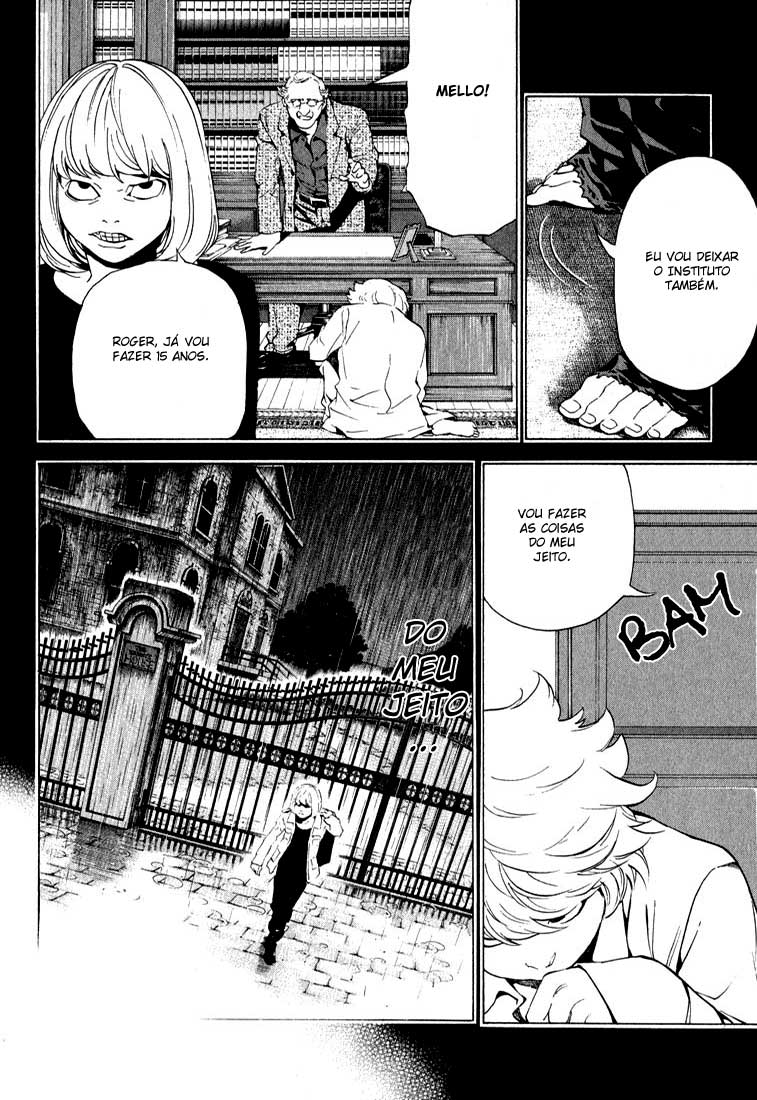 EU VOU DEIXAR
O INSTITUTO
TAMBÉM.
MELLO!
ROGER, JÁ VOU
FAZER 15 ANOS.
VOU FAZER
AS COISAS
DO MEU
JEITO.
BAM
DO
MEU
JEITO
...